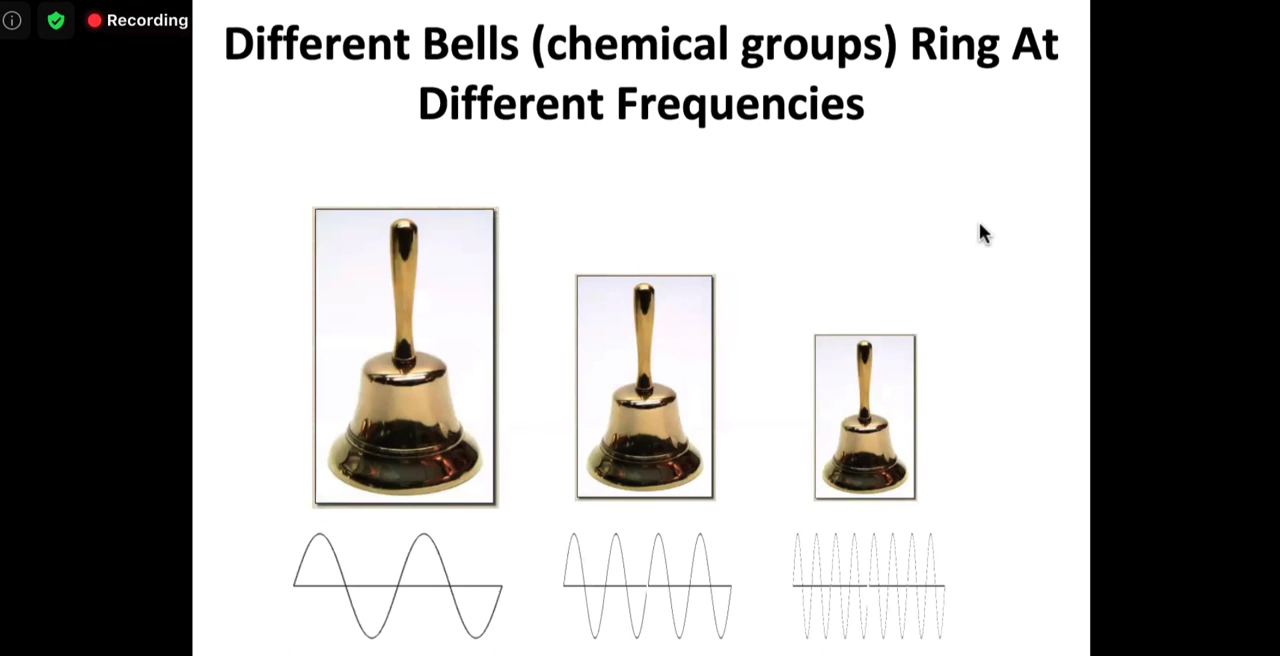 Recording
Different Bells (chemical groups) Ring At
Different Frequencies